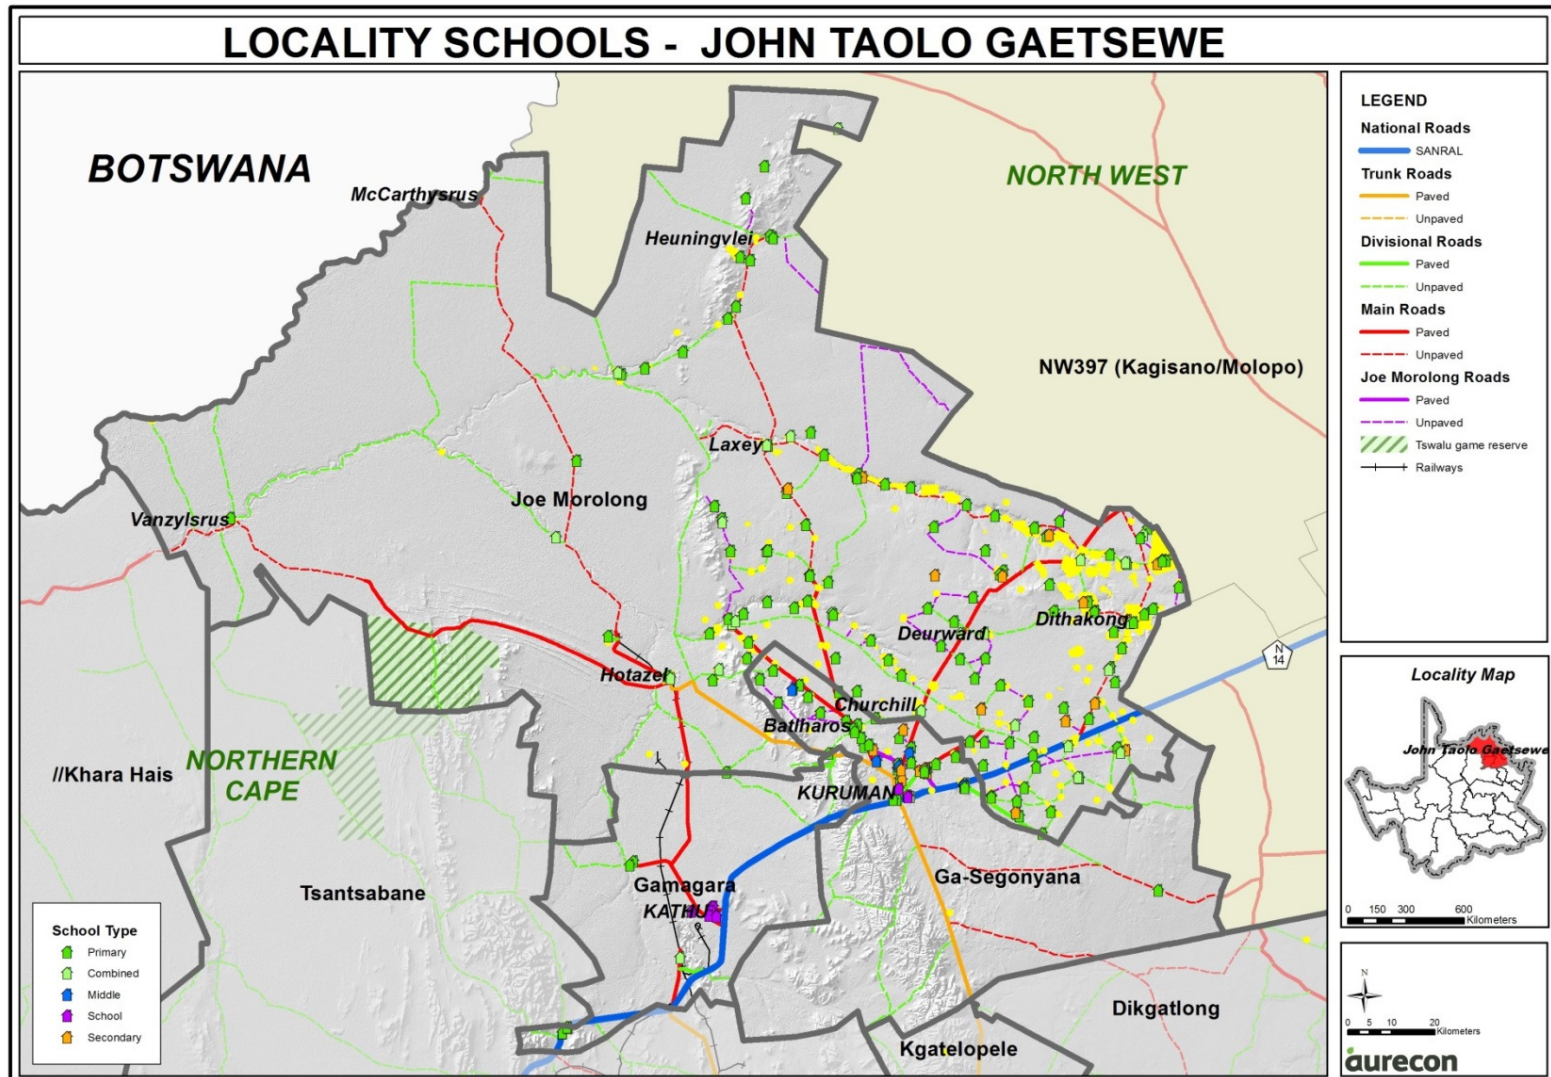 LOCALITY SCHOOLS - JOHN TAOLO GAETSEWE
BOTSWANA
McCarthysrus
NORTH WEST
Heuningvlei
NW397 (Kagisano/Molopo)
Laxey
Joe Morolong
Vanzylsrus
Dithakong
Deurward
N
14
Hotazel
Churchill
Batlharos
NORTHERN
CAPE
//Khara Hais
KURUMAN
Tsantsabane
Gamagara
KATHU
Ga-Segonyana
Dikgatlong
Kgatelopele
School Type
Primary
Combined
Middle
School
Secondary
LEGEND
National Roads
SANRAL
Trunk Roads
Paved
Unpaved
Divisional Roads
Paved
Unpaved
Main Roads
Paved
Unpaved
Joe Morolong Roads
Paved
Unpaved
Tswalu game reserve
Railways
Locality Map
John Taolo Gaetsewe
0 150 300 600
Kilometers
N
0 5 10 20
Kilometers
aurecon